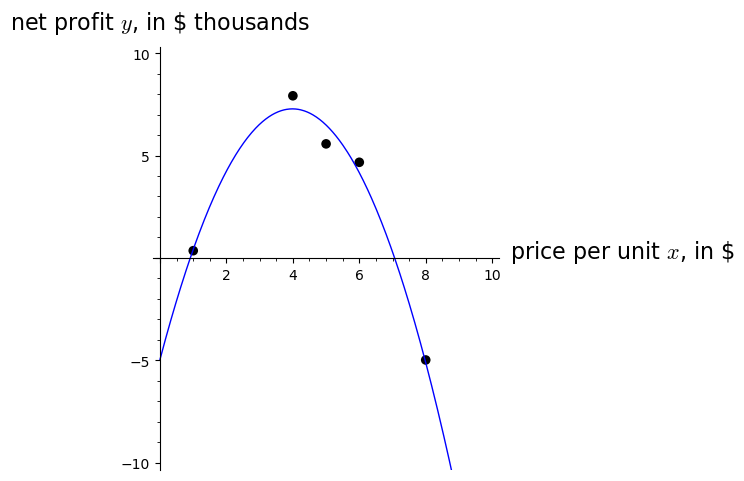 net profit y, in $ thousands
10
5
price per unit x, in $
2 4 6 8 10
−5
−10